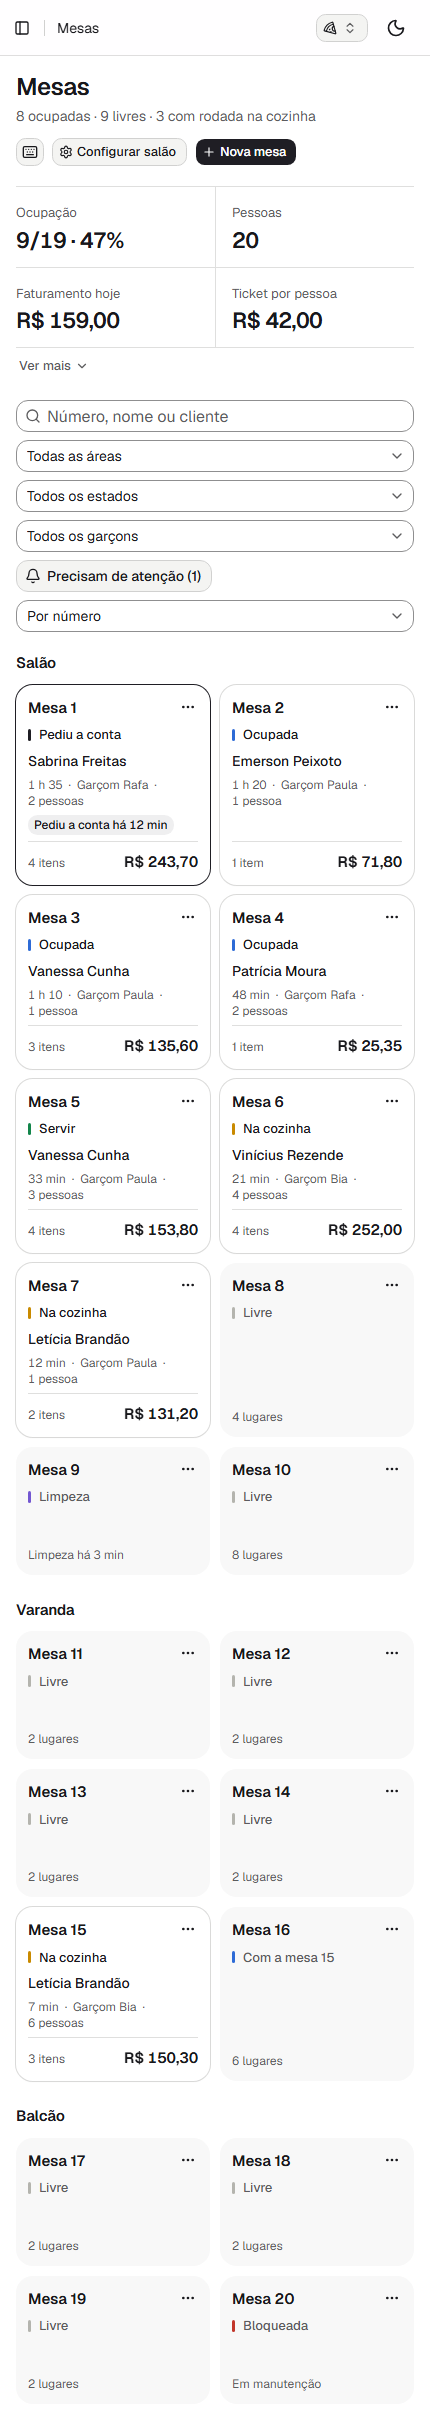 Mesas
Mesas
8 ocupadas · 9 livres · 3 com rodada na cozinha
Configurar salão
Nova mesa
Ocupação
9/19 · 47%
Pessoas
20
Faturamento hoje
R$ 159,00
Ticket por pessoa
R$ 42,00
Ver mais
Número, nome ou cliente
Todas as áreas
Todos os estados
Todos os garçons
Precisam de atenção (1)
Por número
Salão
Mesa 1
Pediu a conta
Sabrina Freitas
1 h 35 · Garçom Rafa ·
2 pessoas
Pediu a conta há 12 min
4 itens R$ 243,70
Mesa 2
Ocupada
Emerson Peixoto
1 h 20 · Garçom Paula ·
1 pessoa
1 item R$ 71,80
Mesa 3
Ocupada
Vanessa Cunha
1 h 10 · Garçom Paula ·
1 pessoa
3 itens R$ 135,60
Mesa 4
Ocupada
Patrícia Moura
48 min · Garçom Rafa ·
2 pessoas
1 item R$ 25,35
Mesa 5
Servir
Vanessa Cunha
33 min · Garçom Paula ·
3 pessoas
4 itens R$ 153,80
Mesa 6
Na cozinha
Vinícius Rezende
21 min · Garçom Bia ·
4 pessoas
4 itens R$ 252,00
Mesa 7
Na cozinha
Letícia Brandão
12 min · Garçom Paula ·
1 pessoa
2 itens R$ 131,20
Mesa 8
Livre
4 lugares
Mesa 9
Limpeza
Limpeza há 3 min
Mesa 10
Livre
8 lugares
Varanda
Mesa 11
Livre
2 lugares
Mesa 12
Livre
2 lugares
Mesa 13
Livre
2 lugares
Mesa 14
Livre
2 lugares
Mesa 15
Na cozinha
Letícia Brandão
7 min · Garçom Bia ·
6 pessoas
3 itens R$ 150,30
Mesa 16
Com a mesa 15
6 lugares
Balcão
Mesa 17
Livre
2 lugares
Mesa 18
Livre
2 lugares
Mesa 19
Livre
2 lugares
Mesa 20
Bloqueada
Em manutenção